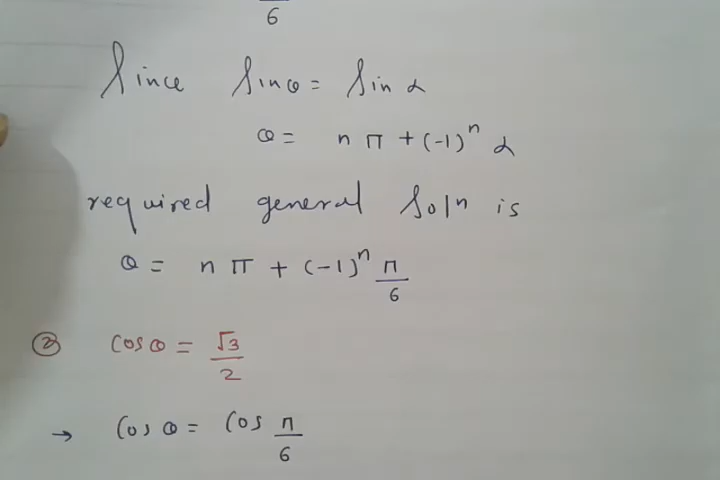 6
Since Sinθ = Sin α
θ = nπ + (-1)ⁿ α
required general Solⁿ is
θ = nπ + (-1)ⁿ π/6
② cosθ = √3/2
→ Cos θ = Cos π/6